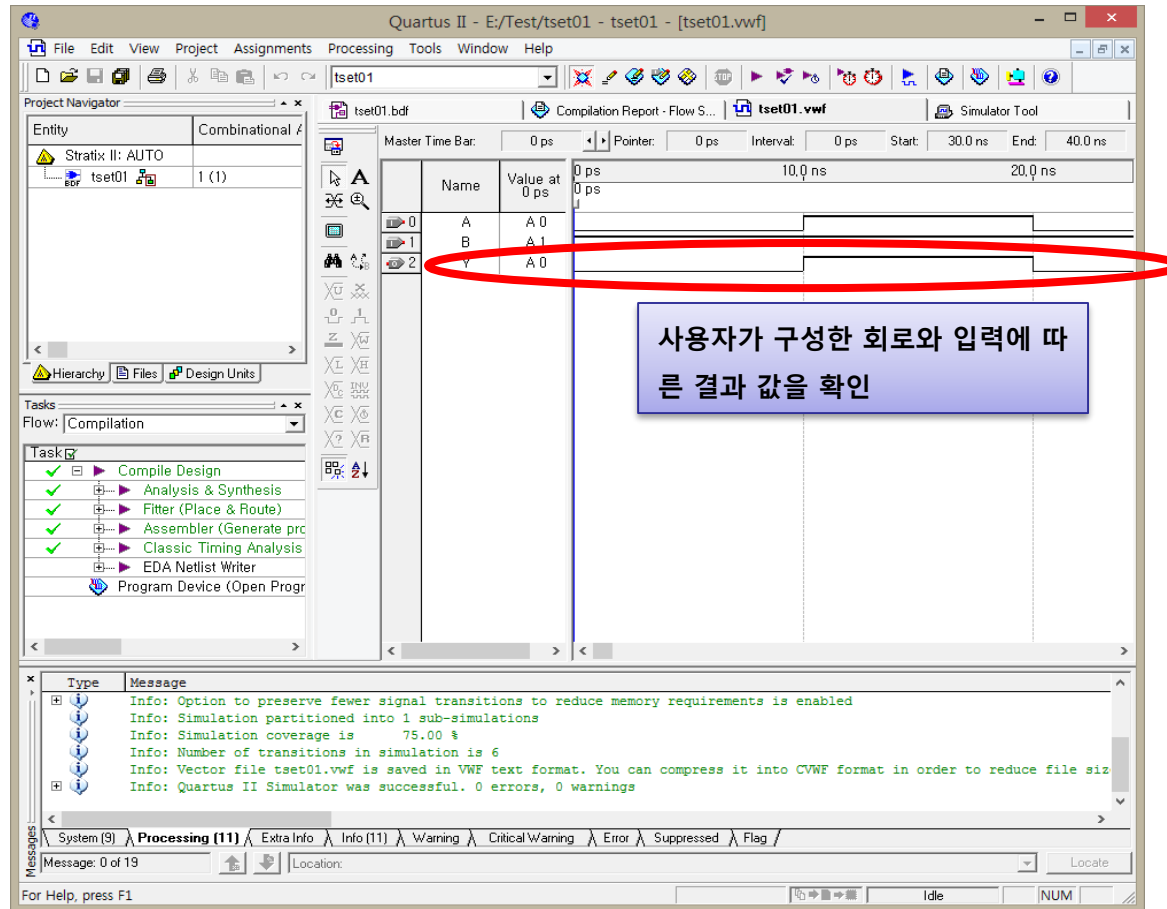 Quartus II - E:/Test/tset01 - tset01 - [tset01.vwf]
File Edit View Project Assignments Processing Tools Window Help
tset01
Project Navigator
Entity Combinational A
Stratix II: AUTO
tset01 1 (1)
Hierarchy Files Design Units
Tasks
Flow: Compilation
Task
Compile Design
Analysis & Synthesis
Fitter (Place & Route)
Assembler (Generate prc
Classic Timing Analysis
EDA Netlist Writer
Program Device (Open Progr
tset01.bdf Compilation Report - Flow S... tset01.vwf Simulator Tool
Master Time Bar: 0 ps Pointer: 0 ps Interval: 0 ps Start: 30.0 ns End: 40.0 ns
Name Value at 0 ps
0 ps 10.0 ns 20.0 ns
0 ps
0 A A 0
1 B A 1
2 Y A 0
사용자가 구성한 회로와 입력에 따
른 결과 값을 확인
Type Message
Info: Option to preserve fewer signal transitions to reduce memory requirements is enabled
Info: Simulation partitioned into 1 sub-simulations
Info: Simulation coverage is 75.00 %
Info: Number of transitions in simulation is 6
Info: Vector file tset01.vwf is saved in VWF text format. You can compress it into CVWF format in order to reduce file siz
Info: Quartus II Simulator was successful. 0 errors, 0 warnings
System (9) Processing (11) Extra Info Info (11) Warning Critical Warning Error Suppressed Flag
Messages
Message: 0 of 19 Location: Locate
For Help, press F1 Idle NUM